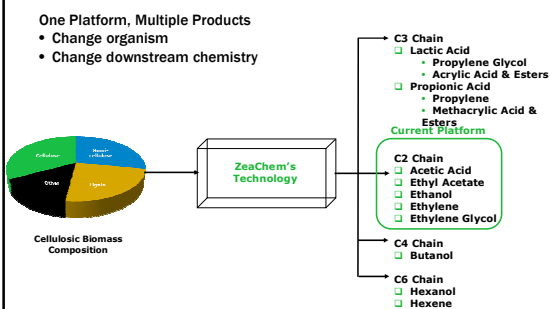 One Platform, Multiple Products
• Change organism
• Change downstream chemistry
C3 Chain
❑ Lactic Acid
• Propylene Glycol
• Acrylic Acid & Esters
❑ Propionic Acid
• Propylene
• Methacrylic Acid &
Esters
Current Platform
C2 Chain
❑ Acetic Acid
❑ Ethyl Acetate
❑ Ethanol
❑ Ethylene
❑ Ethylene Glycol
C4 Chain
❑ Butanol
C6 Chain
❑ Hexanol
❑ Hexene
ZeaChem's
Technology
Cellulose
Hemi-
cellulose
Other
Lignin
Cellulosic Biomass
Composition